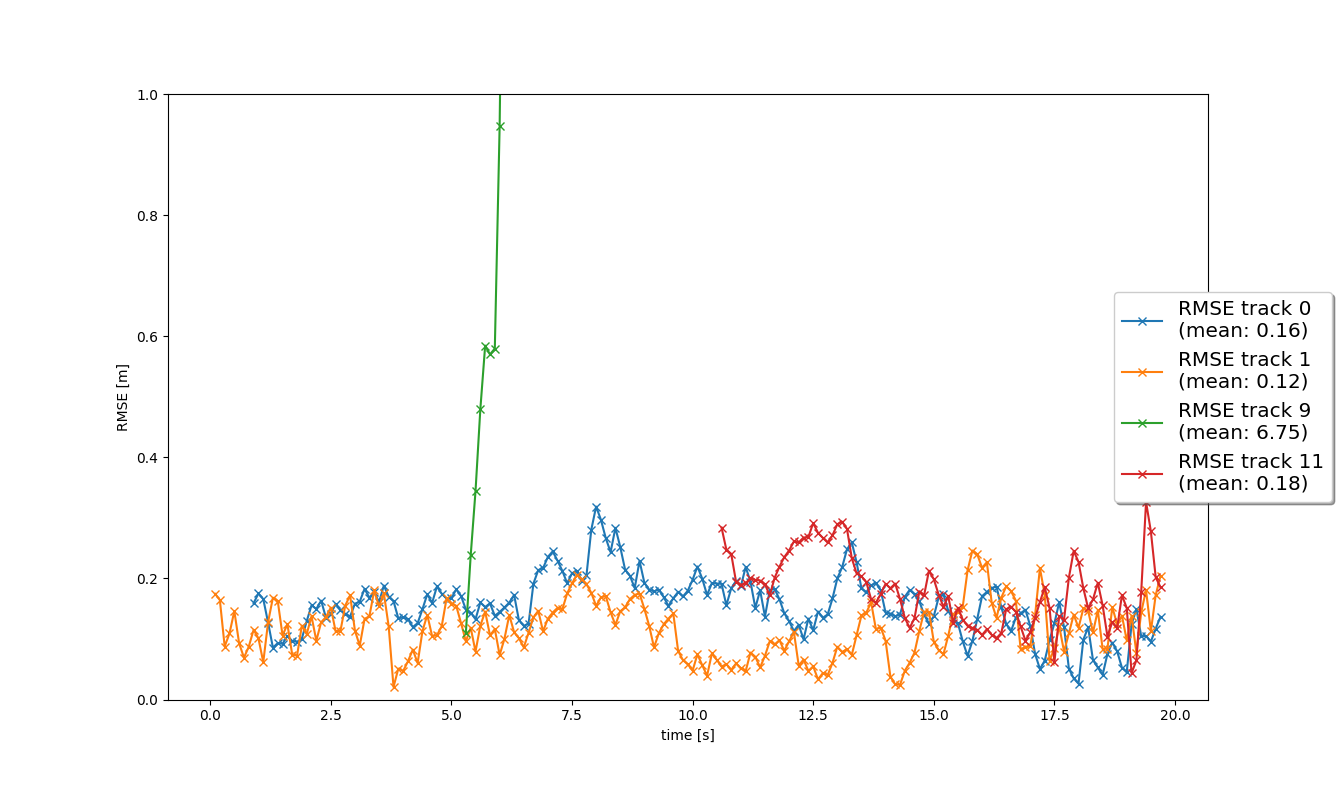 1.0
0.8
0.6
0.4
0.2
0.0
RMSE [m]
0.0 2.5 5.0 7.5 10.0 12.5 15.0 17.5 20.0
time [s]
RMSE track 0
(mean: 0.16)
RMSE track 1
(mean: 0.12)
RMSE track 9
(mean: 6.75)
RMSE track 11
(mean: 0.18)